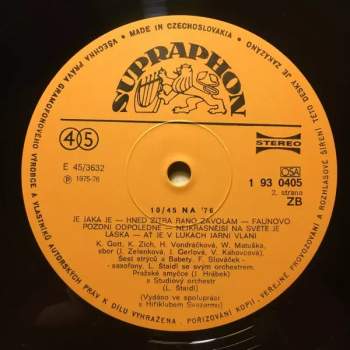 MADE IN CZECHOSLOVAKIA
SUPRAPHON
45
E 45/3632
℗ 1975-76
STEREO
OSA
1 93 0405
2. strana
ZB
10/45 NA '76
JE JAKÁ JE – HNED ZÍTRA RÁNO ZAVOLÁM – FAUNOVO
POZDNÍ ODPOLEDNE – NEJKRÁSNĚJŠÍ NA SVĚTĚ JE
LÁSKA – AŤ JE V LUKÁCH JARNÍ VLÁNÍ
K. Gott, K. Zich, H. Vondráčková, W. Matuška,
sbor (J. Zelenková, J. Gerlová, V. Kahovcová),
Šest strýců a Babety, F. Slováček -
- saxofony, L. Štaidl se svým orchestrem,
Pražské smyčce (J. Hrábek)
a Studiový orchestr
(L. Štaidl)
(Vydáno ve spolupráci
s Hifiklubem Svazarmu)
VŠECHNA PRÁVA GRAMOFONOVÉHO VÝROBCE A VLASTNÍKŮ AUTORSKÝCH PRÁV K DÍLU VYHRAŽENA · POŘIZOVÁNÍ KOPIÍ · VEŘEJNÉ PROVOZOVÁNÍ A ROZHLASOVÉ ŠÍŘENÍ TÉTO DESKY JE ZAKÁZÁNO